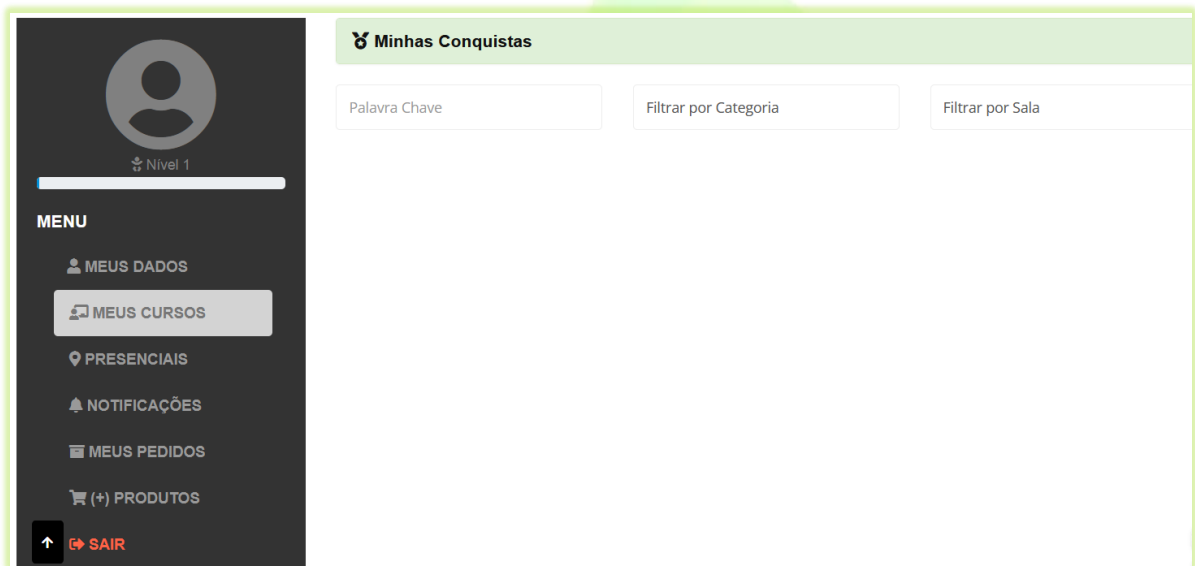 Minhas Conquistas
Palavra Chave
Filtrar por Categoria
Filtrar por Sala
Nível 1
MENU
MEUS DADOS
MEUS CURSOS
PRESENCIAIS
NOTIFICAÇÕES
MEUS PEDIDOS
(+) PRODUTOS
SAIR